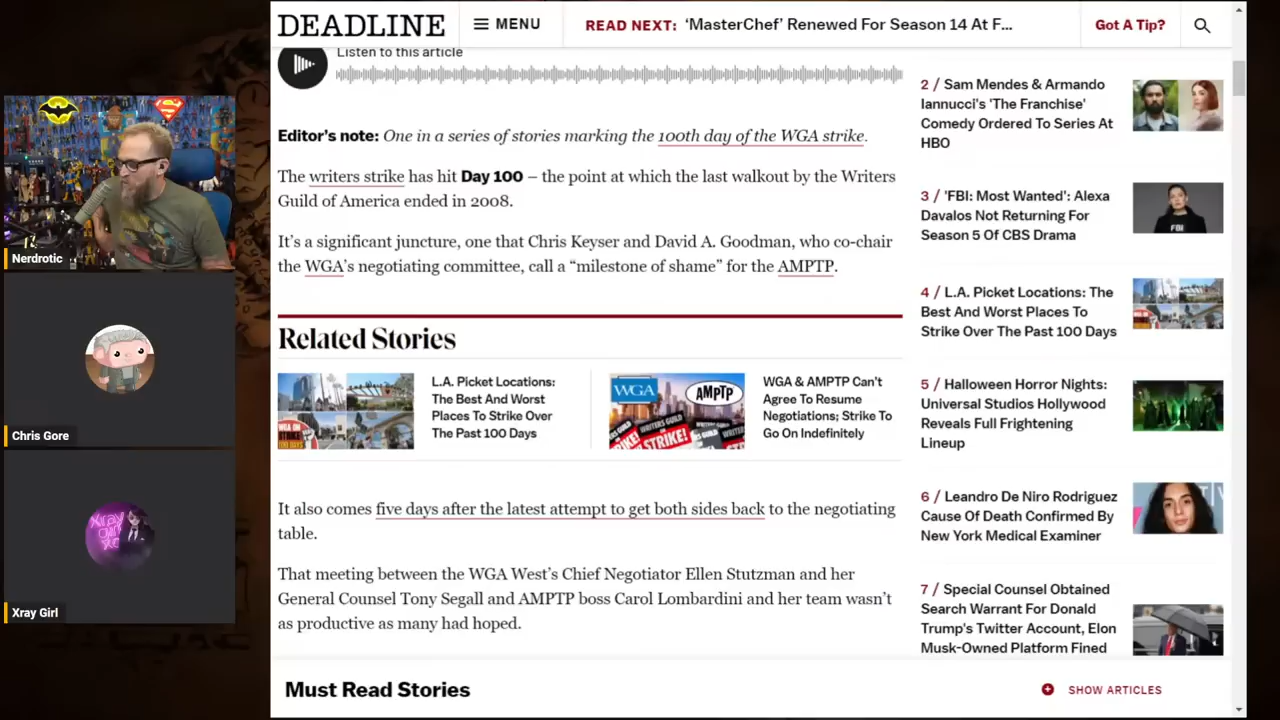 DEADLINE
MENU
READ NEXT: ‘MasterChef’ Renewed For Season 14 At F...
Got A Tip?
Listen to this article
Editor's note: One in a series of stories marking the 100th day of the WGA strike.
The writers strike has hit Day 100 – the point at which the last walkout by the Writers
Guild of America ended in 2008.
It’s a significant juncture, one that Chris Keyser and David A. Goodman, who co-chair
the WGA’s negotiating committee, call a “milestone of shame” for the AMPTP.
Related Stories
L.A. Picket Locations:
The Best And Worst
Places To Strike Over
The Past 100 Days
WGA
AMPTP
STRIKE!
WGA & AMPTP Can’t
Agree To Resume
Negotiations; Strike To
Go On Indefinitely
It also comes five days after the latest attempt to get both sides back to the negotiating
table.
That meeting between the WGA West’s Chief Negotiator Ellen Stutzman and her
General Counsel Tony Segall and AMPTP boss Carol Lombardini and her team wasn’t
as productive as many had hoped.
Must Read Stories
SHOW ARTICLES
2 / Sam Mendes & Armando
Iannucci's 'The Franchise'
Comedy Ordered To Series At
HBO
3 / 'FBI: Most Wanted': Alexa
Davalos Not Returning For
Season 5 Of CBS Drama
FBI
4 / L.A. Picket Locations: The
Best And Worst Places To
Strike Over The Past 100 Days
5 / Halloween Horror Nights:
Universal Studios Hollywood
Reveals Full Frightening
Lineup
6 / Leandro De Niro Rodriguez
Cause Of Death Confirmed By
New York Medical Examiner
7 / Special Counsel Obtained
Search Warrant For Donald
Trump's Twitter Account, Elon
Musk-Owned Platform Fined
Nerdrotic
Chris Gore
Xray Girl